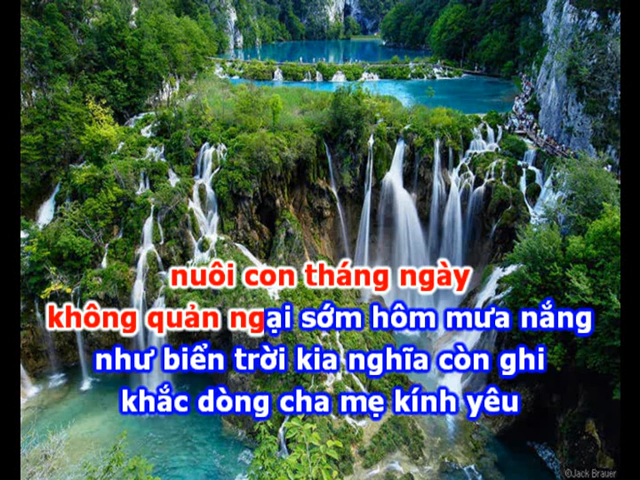 nuôi con tháng ngày
không quản ngại sớm hôm mưa nắng
như biển trời kia nghĩa còn ghi
khắc dòng cha mẹ kính yêu
©Jack Brauer